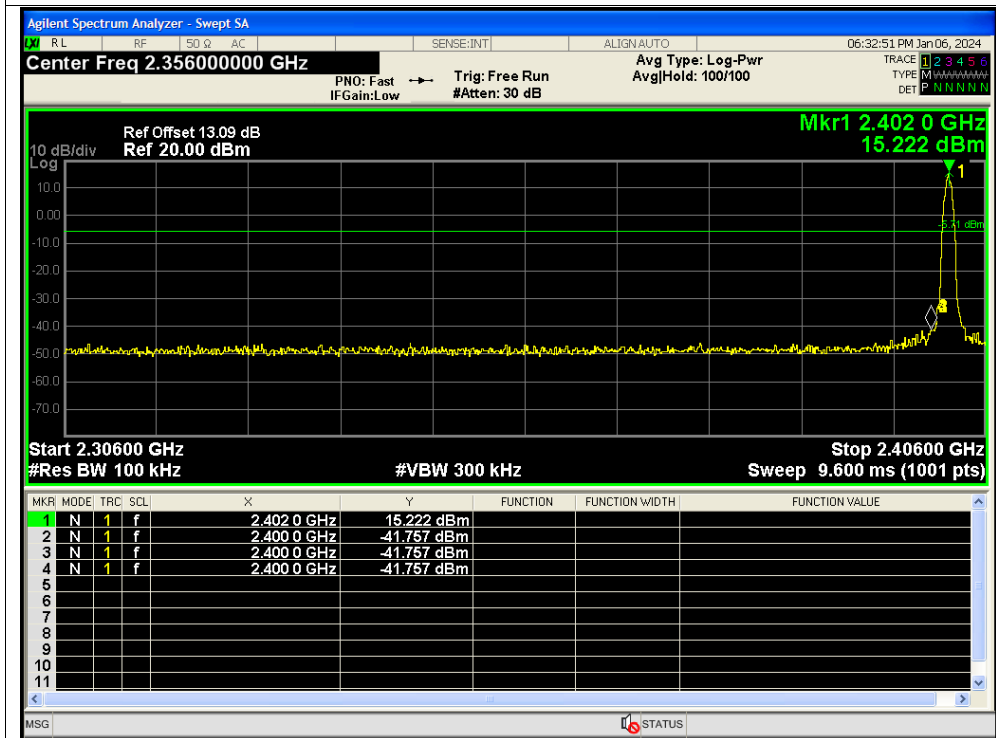 Agilent Spectrum Analyzer - Swept SA
LXI RL RF 50 Ω AC SENSE:INT ALIGN AUTO 06:32:51 PM Jan 06, 2024
Center Freq 2.356000000 GHz
PNO: Fast
IFGain:Low
Trig: Free Run
#Atten: 30 dB
Avg Type: Log-Pwr
Avg|Hold: 100/100
TRACE 1 2 3 4 5 6
TYPE M
DET P N N N N N
Mkr1 2.402 0 GHz
15.222 dBm
Ref Offset 13.09 dB
10 dB/div Ref 20.00 dBm
Log
1
10.0
0.00
-5.71 dBm
-10.0
-20.0
-30.0
-40.0
-50.0
-60.0
-70.0
Start 2.30600 GHz Stop 2.40600 GHz
#Res BW 100 kHz #VBW 300 kHz Sweep 9.600 ms (1001 pts)
MKR MODE TRC SCL X Y FUNCTION FUNCTION WIDTH FUNCTION VALUE
1 N 1 f 2.402 0 GHz 15.222 dBm
2 N 1 f 2.400 0 GHz -41.757 dBm
3 N 1 f 2.400 0 GHz -41.757 dBm
4 N 1 f 2.400 0 GHz -41.757 dBm
5
6
7
8
9
10
11
MSG STATUS